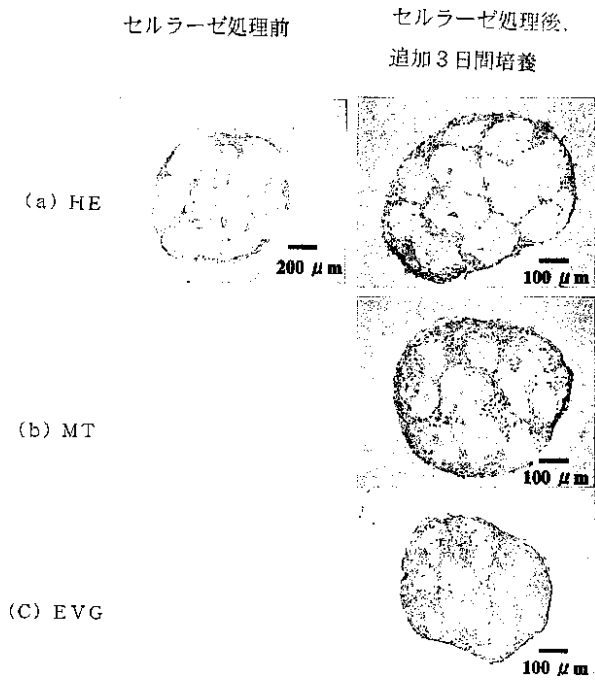 セルラーゼ処理前
セルラーゼ処理後,
追加3日間培養
(a) HE
200 μm
100 μm
(b) MT
100 μm
(C) EVG
100 μm